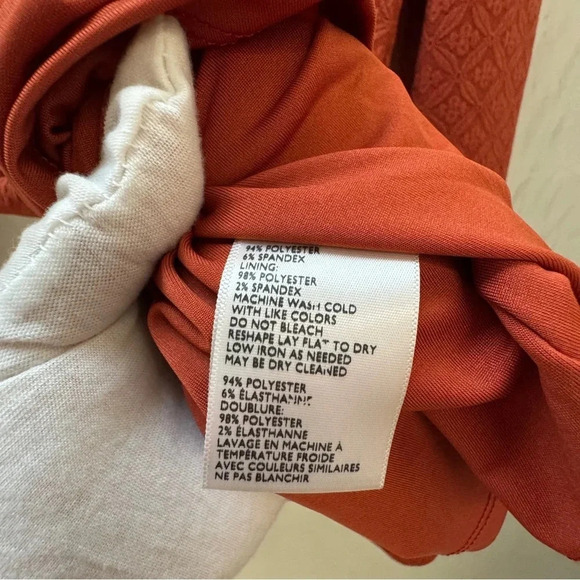 94% POLYESTER
6% SPANDEX
LINING:
98% POLYESTER
2% SPANDEX
MACHINE WASH COLD
WITH LIKE COLORS
DO NOT BLEACH
RESHAPE LAY FLAT TO DRY
LOW IRON AS NEEDED
MAY BE DRY CLEANED
94% POLYESTER
6% ÉLASTHANNE
DOUBLURE:
98% POLYESTER
2% ÉLASTHANNE
LAVAGE EN MACHINE À
TEMPÉRATURE FROIDE
AVEC COULEURS SIMILAIRES
NE PAS BLANCHIR